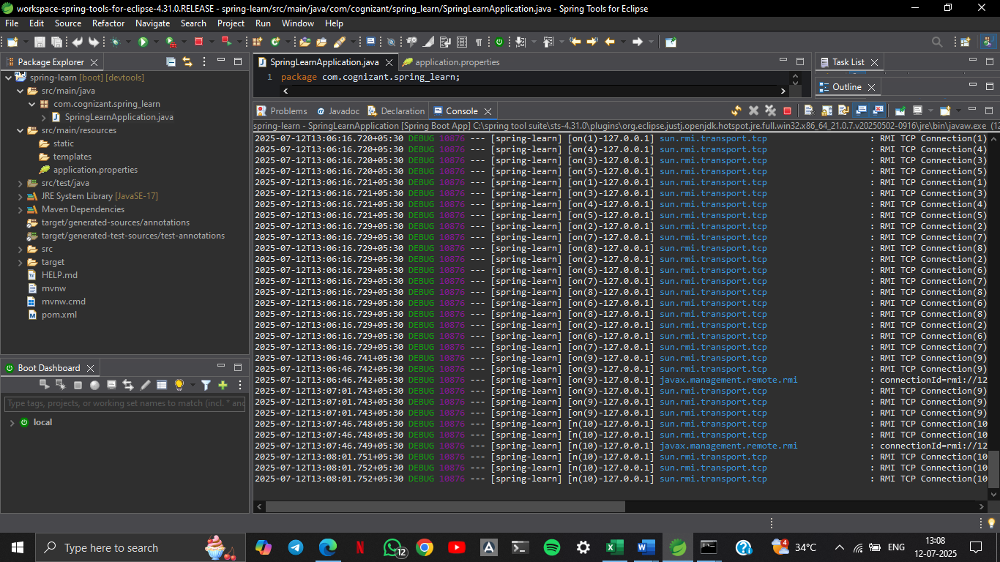 workspace-spring-tools-for-eclipse-4.31.0.RELEASE - spring-learn/src/main/java/com/cognizant/spring_learn/SpringLearnApplication.java - Spring Tools for Eclipse
File Edit Source Refactor Navigate Search Project Run Window Help
Package Explorer
spring-learn [boot] [devtools]
src/main/java
com.cognizant.spring_learn
SpringLearnApplication.java
src/main/resources
static
templates
application.properties
src/test/java
JRE System Library [JavaSE-17]
Maven Dependencies
target/generated-sources/annotations
target/generated-test-sources/test-annotations
src
target
HELP.md
mvnw
mvnw.cmd
pom.xml
Boot Dashboard
Type tags, projects, or working set names to match (incl. * and
local
SpringLearnApplication.java application.properties
1 package com.cognizant.spring_learn;
Task List
Outline
Problems Javadoc Declaration Console
spring-learn - SpringLearnApplication [Spring Boot App] C:\spring tool suite\sts-4.31.0\plugins\org.eclipse.justj.openjdk.hotspot.jre.full.win32.x86_64_21.0.7.v20250502-0916\jre\bin\javaw.exe (12
2025-07-12T13:06:16.720+05:30 DEBUG 10876 --- [spring-learn] [on(1)-127.0.0.1] sun.rmi.transport.tcp : RMI TCP Connection(1)
2025-07-12T13:06:16.720+05:30 DEBUG 10876 --- [spring-learn] [on(4)-127.0.0.1] sun.rmi.transport.tcp : RMI TCP Connection(4)
2025-07-12T13:06:16.720+05:30 DEBUG 10876 --- [spring-learn] [on(3)-127.0.0.1] sun.rmi.transport.tcp : RMI TCP Connection(3)
2025-07-12T13:06:16.720+05:30 DEBUG 10876 --- [spring-learn] [on(5)-127.0.0.1] sun.rmi.transport.tcp : RMI TCP Connection(5)
2025-07-12T13:06:16.721+05:30 DEBUG 10876 --- [spring-learn] [on(1)-127.0.0.1] sun.rmi.transport.tcp : RMI TCP Connection(1)
2025-07-12T13:06:16.721+05:30 DEBUG 10876 --- [spring-learn] [on(3)-127.0.0.1] sun.rmi.transport.tcp : RMI TCP Connection(3)
2025-07-12T13:06:16.721+05:30 DEBUG 10876 --- [spring-learn] [on(4)-127.0.0.1] sun.rmi.transport.tcp : RMI TCP Connection(4)
2025-07-12T13:06:16.721+05:30 DEBUG 10876 --- [spring-learn] [on(5)-127.0.0.1] sun.rmi.transport.tcp : RMI TCP Connection(5)
2025-07-12T13:06:16.729+05:30 DEBUG 10876 --- [spring-learn] [on(2)-127.0.0.1] sun.rmi.transport.tcp : RMI TCP Connection(2)
2025-07-12T13:06:16.729+05:30 DEBUG 10876 --- [spring-learn] [on(7)-127.0.0.1] sun.rmi.transport.tcp : RMI TCP Connection(7)
2025-07-12T13:06:16.729+05:30 DEBUG 10876 --- [spring-learn] [on(8)-127.0.0.1] sun.rmi.transport.tcp : RMI TCP Connection(8)
2025-07-12T13:06:16.729+05:30 DEBUG 10876 --- [spring-learn] [on(2)-127.0.0.1] sun.rmi.transport.tcp : RMI TCP Connection(2)
2025-07-12T13:06:16.729+05:30 DEBUG 10876 --- [spring-learn] [on(6)-127.0.0.1] sun.rmi.transport.tcp : RMI TCP Connection(6)
2025-07-12T13:06:16.729+05:30 DEBUG 10876 --- [spring-learn] [on(7)-127.0.0.1] sun.rmi.transport.tcp : RMI TCP Connection(7)
2025-07-12T13:06:16.729+05:30 DEBUG 10876 --- [spring-learn] [on(8)-127.0.0.1] sun.rmi.transport.tcp : RMI TCP Connection(8)
2025-07-12T13:06:16.729+05:30 DEBUG 10876 --- [spring-learn] [on(6)-127.0.0.1] sun.rmi.transport.tcp : RMI TCP Connection(6)
2025-07-12T13:06:16.729+05:30 DEBUG 10876 --- [spring-learn] [on(8)-127.0.0.1] sun.rmi.transport.tcp : RMI TCP Connection(8)
2025-07-12T13:06:16.729+05:30 DEBUG 10876 --- [spring-learn] [on(2)-127.0.0.1] sun.rmi.transport.tcp : RMI TCP Connection(2)
2025-07-12T13:06:16.729+05:30 DEBUG 10876 --- [spring-learn] [on(6)-127.0.0.1] sun.rmi.transport.tcp : RMI TCP Connection(6)
2025-07-12T13:06:16.729+05:30 DEBUG 10876 --- [spring-learn] [on(7)-127.0.0.1] sun.rmi.transport.tcp : RMI TCP Connection(7)
2025-07-12T13:06:46.741+05:30 DEBUG 10876 --- [spring-learn] [on(9)-127.0.0.1] sun.rmi.transport.tcp : RMI TCP Connection(9)
2025-07-12T13:06:46.742+05:30 DEBUG 10876 --- [spring-learn] [on(9)-127.0.0.1] sun.rmi.transport.tcp : RMI TCP Connection(9)
2025-07-12T13:06:46.742+05:30 DEBUG 10876 --- [spring-learn] [on(9)-127.0.0.1] javax.management.remote.rmi : connectionId=rmi://12
2025-07-12T13:07:01.743+05:30 DEBUG 10876 --- [spring-learn] [on(9)-127.0.0.1] sun.rmi.transport.tcp : RMI TCP Connection(9)
2025-07-12T13:07:01.743+05:30 DEBUG 10876 --- [spring-learn] [on(9)-127.0.0.1] sun.rmi.transport.tcp : RMI TCP Connection(9)
2025-07-12T13:07:01.743+05:30 DEBUG 10876 --- [spring-learn] [on(9)-127.0.0.1] sun.rmi.transport.tcp : RMI TCP Connection(9)
2025-07-12T13:07:46.748+05:30 DEBUG 10876 --- [spring-learn] [n(10)-127.0.0.1] sun.rmi.transport.tcp : RMI TCP Connection(10
2025-07-12T13:07:46.748+05:30 DEBUG 10876 --- [spring-learn] [n(10)-127.0.0.1] sun.rmi.transport.tcp : RMI TCP Connection(10
2025-07-12T13:07:46.749+05:30 DEBUG 10876 --- [spring-learn] [n(10)-127.0.0.1] javax.management.remote.rmi : connectionId=rmi://12
2025-07-12T13:08:01.751+05:30 DEBUG 10876 --- [spring-learn] [n(10)-127.0.0.1] sun.rmi.transport.tcp : RMI TCP Connection(10
2025-07-12T13:08:01.752+05:30 DEBUG 10876 --- [spring-learn] [n(10)-127.0.0.1] sun.rmi.transport.tcp : RMI TCP Connection(10
2025-07-12T13:08:01.752+05:30 DEBUG 10876 --- [spring-learn] [n(10)-127.0.0.1] sun.rmi.transport.tcp : RMI TCP Connection(10
Type here to search
12
4
34°C
ENG
13:08
12-07-2025